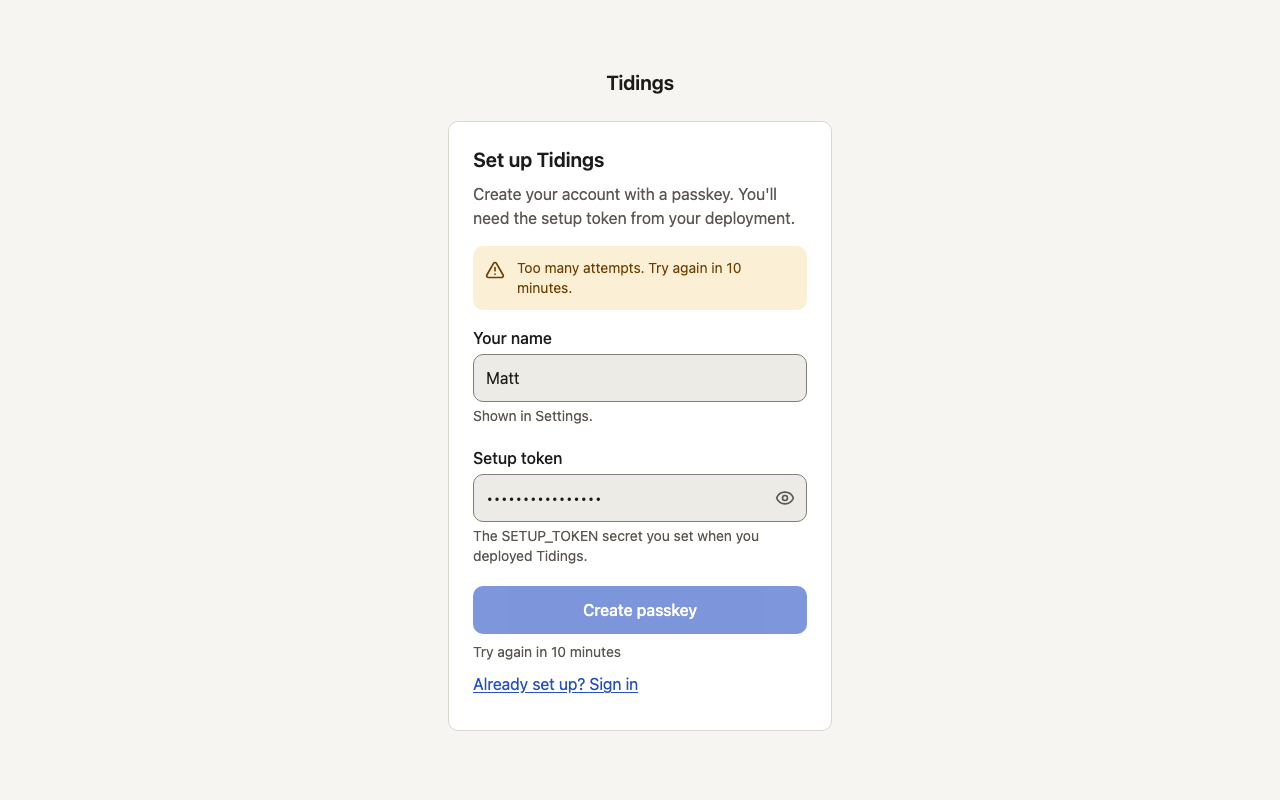 Tidings
Set up Tidings
Create your account with a passkey. You'll
need the setup token from your deployment.
Too many attempts. Try again in 10
minutes.
Your name
Matt
Shown in Settings.
Setup token
••••••••••••••••
The SETUP_TOKEN secret you set when you
deployed Tidings.
Create passkey
Try again in 10 minutes
Already set up? Sign in